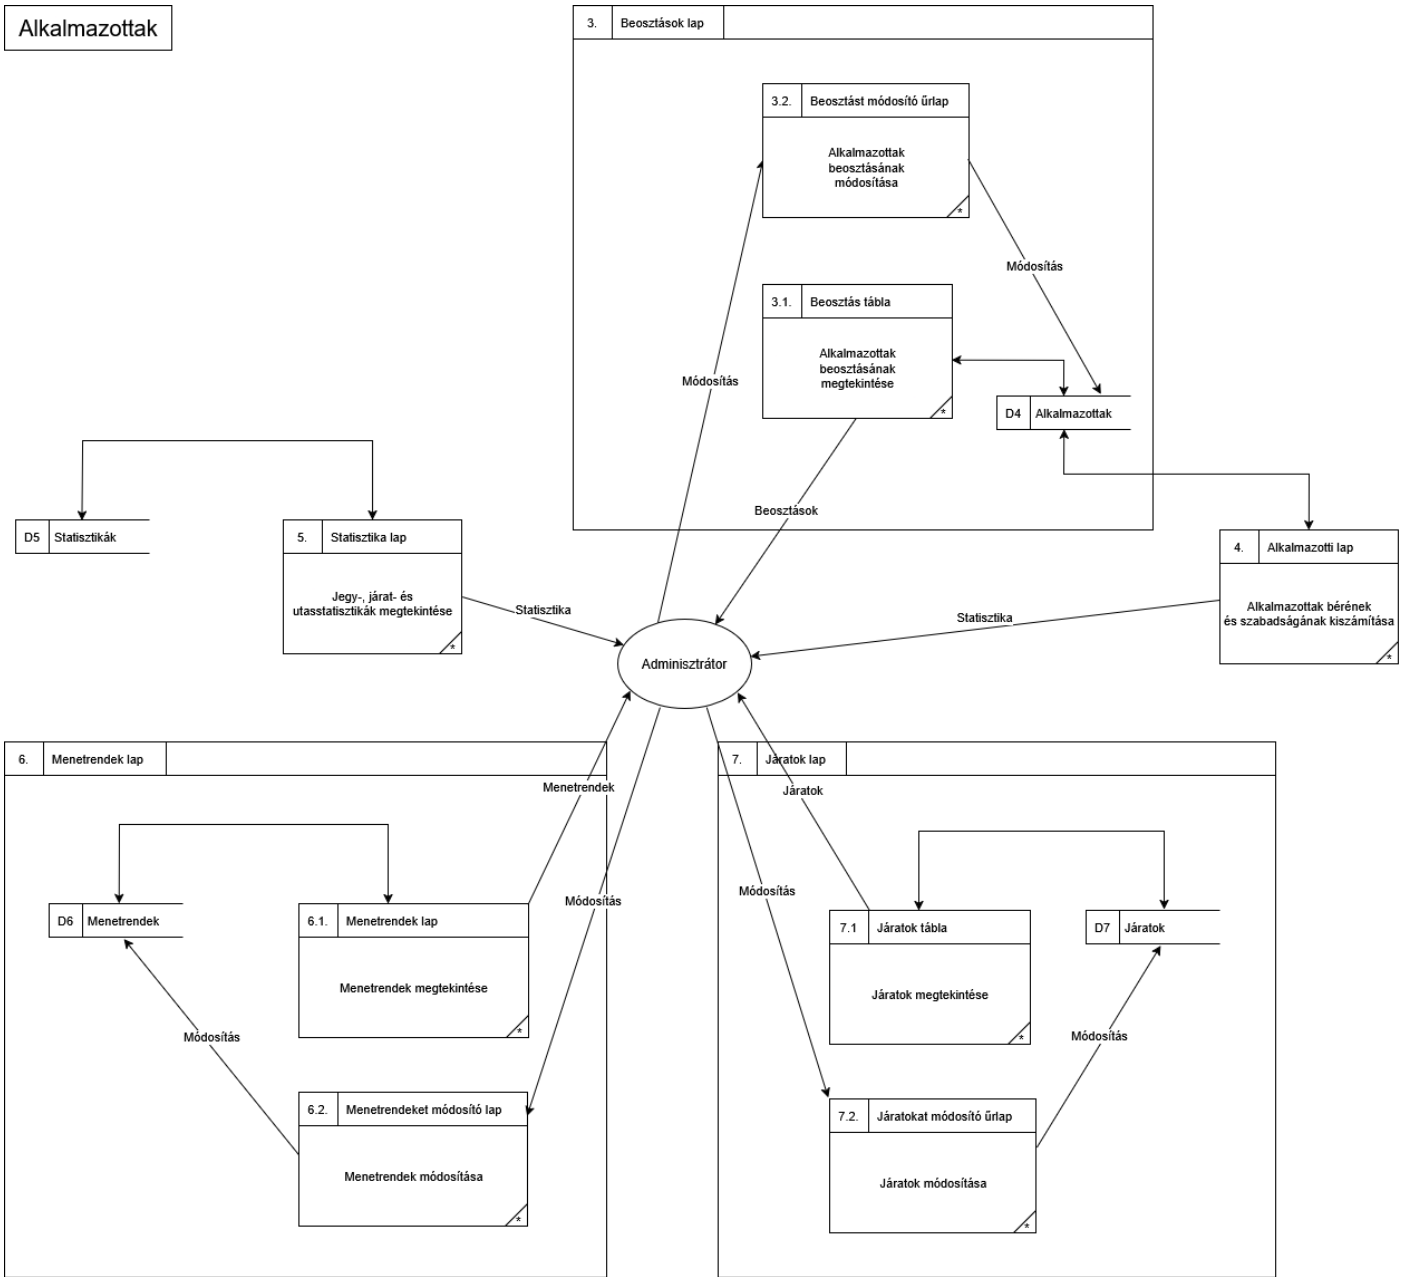 Alkalmazottak
3. Beosztások lap
3.2. Beosztást módosító űrlap
Alkalmazottak
beosztásának
módosítása
*
Módosítás
3.1. Beosztás tábla
Alkalmazottak
beosztásának
megtekintése
*
Módosítás
D4 Alkalmazottak
Beosztások
D5 Statisztikák
5. Statisztika lap
Jegy-, járat- és
utasstatisztikák megtekintése
*
Statisztika
4. Alkalmazotti lap
Alkalmazottak bérének
és szabadságának kiszámítása
*
Statisztika
Adminisztrátor
6. Menetrendek lap
Menetrendek
D6 Menetrendek
6.1. Menetrendek lap
Menetrendek megtekintése
*
Módosítás
Módosítás
6.2. Menetrendeket módosító lap
Menetrendek módosítása
*
7. Járatok lap
Járatok
Módosítás
7.1 Járatok tábla
Járatok megtekintése
*
D7 Járatok
Módosítás
7.2. Járatokat módosító űrlap
Járatok módosítása
*